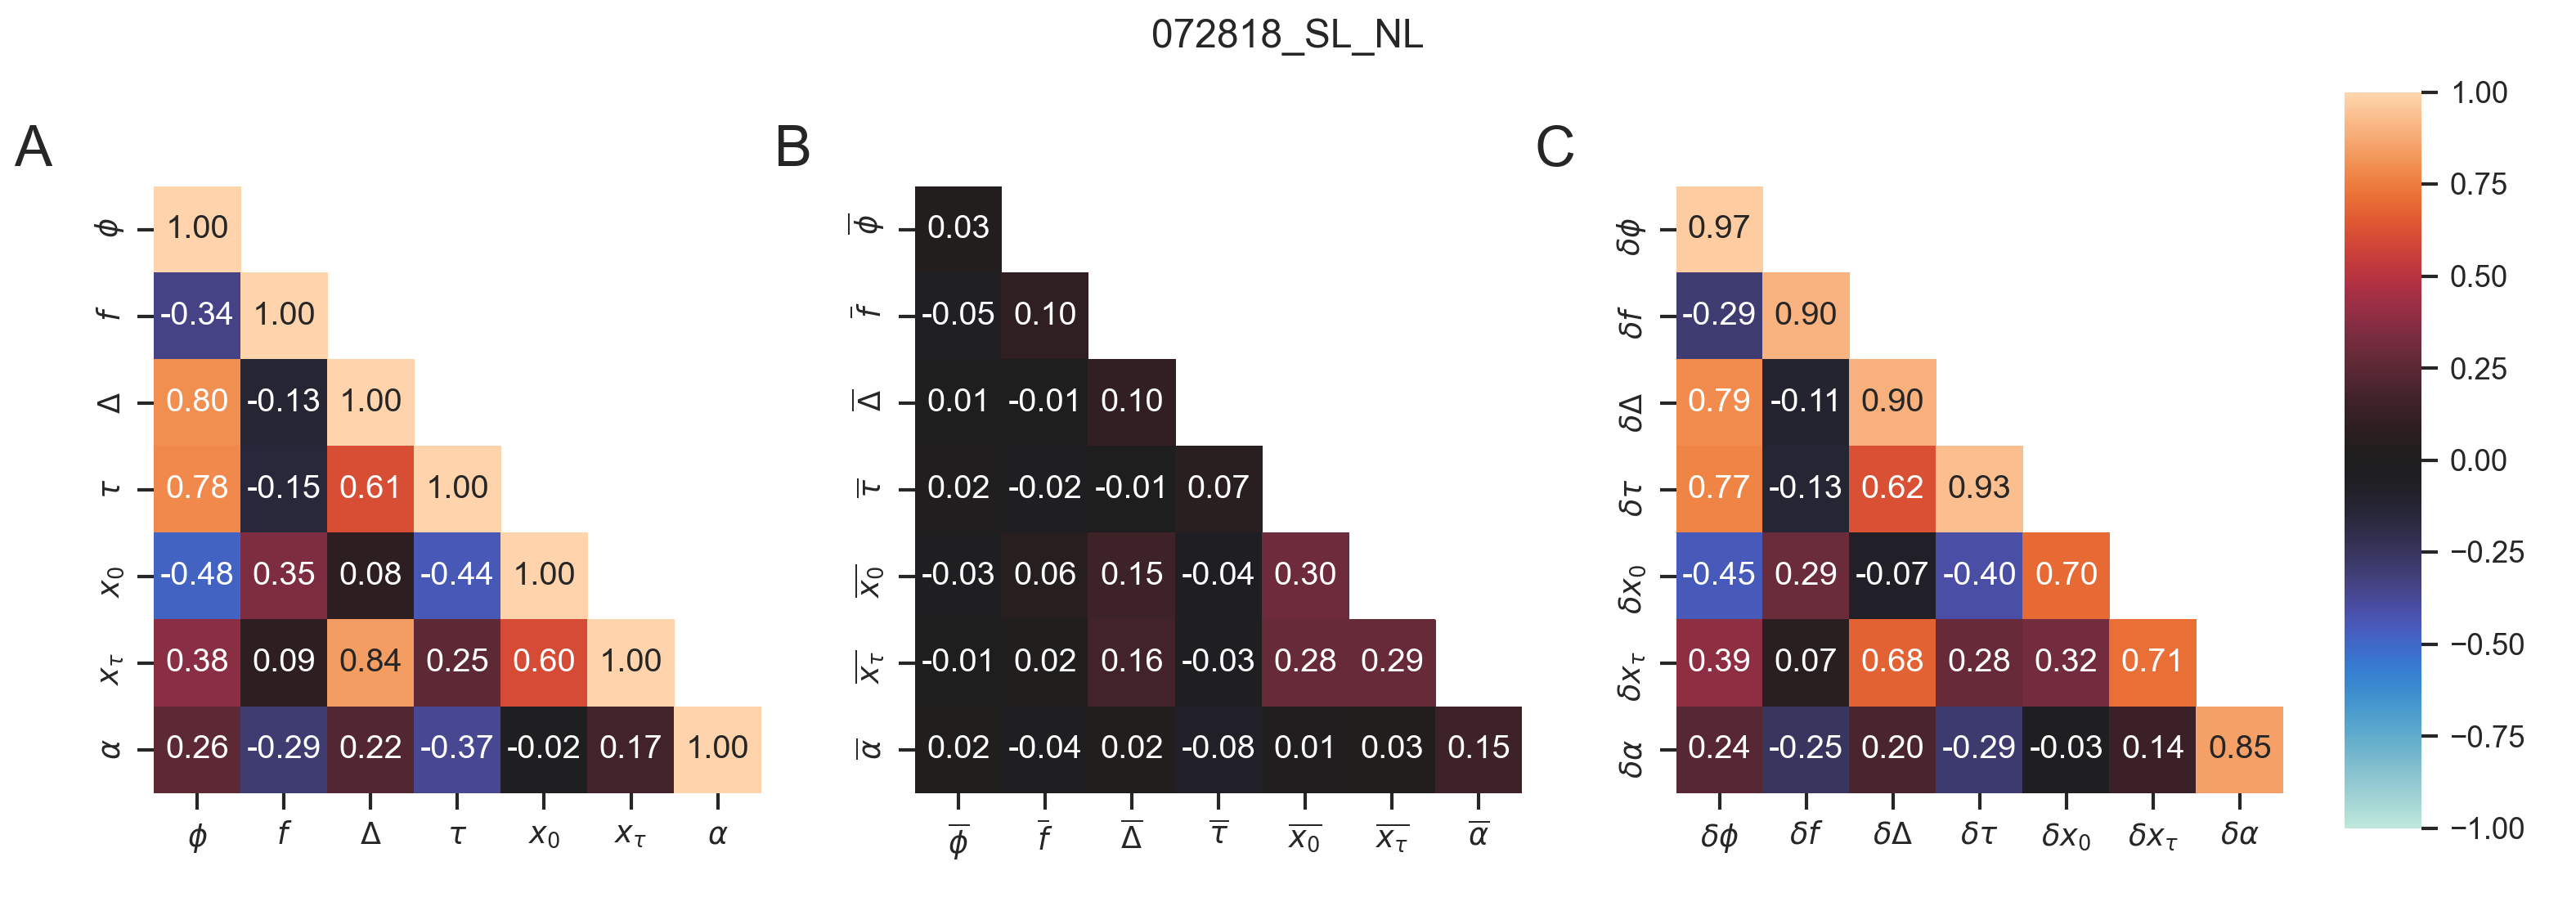 072818_SL_NL
A
ϕ 1.00
f -0.34 1.00
Δ 0.80 -0.13 1.00
τ 0.78 -0.15 0.61 1.00
x₀ -0.48 0.35 0.08 -0.44 1.00
x_τ 0.38 0.09 0.84 0.25 0.60 1.00
α 0.26 -0.29 0.22 -0.37 -0.02 0.17 1.00
ϕ f Δ τ x₀ x_τ α
B
ϕ̅ 0.03
f̅ -0.05 0.10
Δ̅ 0.01 -0.01 0.10
τ̅ 0.02 -0.02 -0.01 0.07
x₀̅ -0.03 0.06 0.15 -0.04 0.30
x_τ̅ -0.01 0.02 0.16 -0.03 0.28 0.29
α̅ 0.02 -0.04 0.02 -0.08 0.01 0.03 0.15
ϕ̅ f̅ Δ̅ τ̅ x₀̅ x_τ̅ α̅
C
δϕ 0.97
δf -0.29 0.90
δΔ 0.79 -0.11 0.90
δτ 0.77 -0.13 0.62 0.93
δx₀ -0.45 0.29 -0.07 -0.40 0.70
δx_τ 0.39 0.07 0.68 0.28 0.32 0.71
δα 0.24 -0.25 0.20 -0.29 -0.03 0.14 0.85
δϕ δf δΔ δτ δx₀ δx_τ δα
1.00
0.75
0.50
0.25
0.00
−0.25
−0.50
−0.75
−1.00